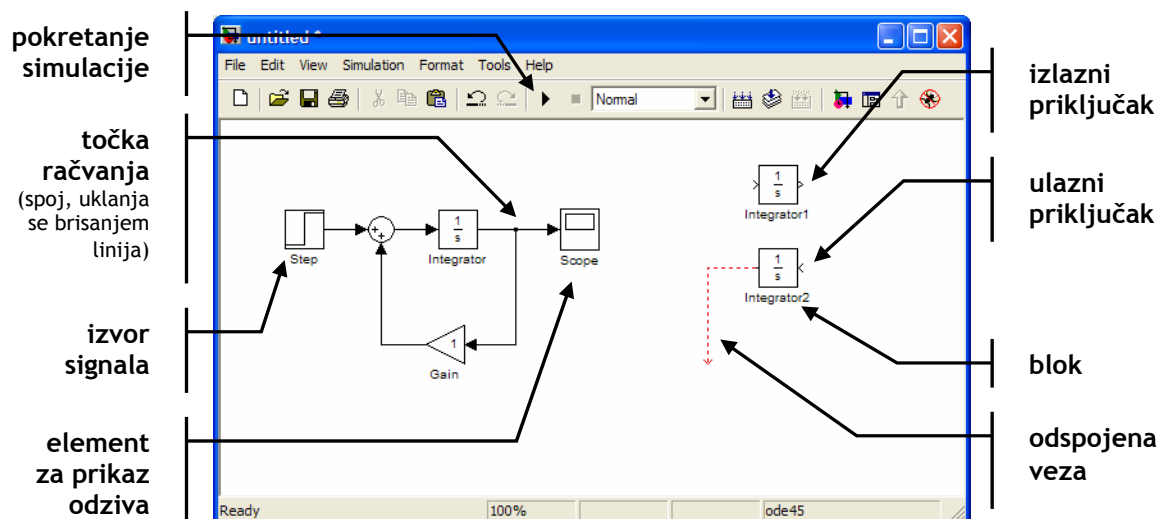 pokretanje
simulacije
točka
račvanja
(spoj, uklanja
se brisanjem
linija)
izvor
signala
element
za prikaz
odziva
untitled *
File Edit View Simulation Format Tools Help
Normal
Step
+
+
1
s
Integrator
Scope
1
Gain
1
s
Integrator1
1
s
Integrator2
Ready 100% ode45
izlazni
priključak
ulazni
priključak
blok
odspojena
veza